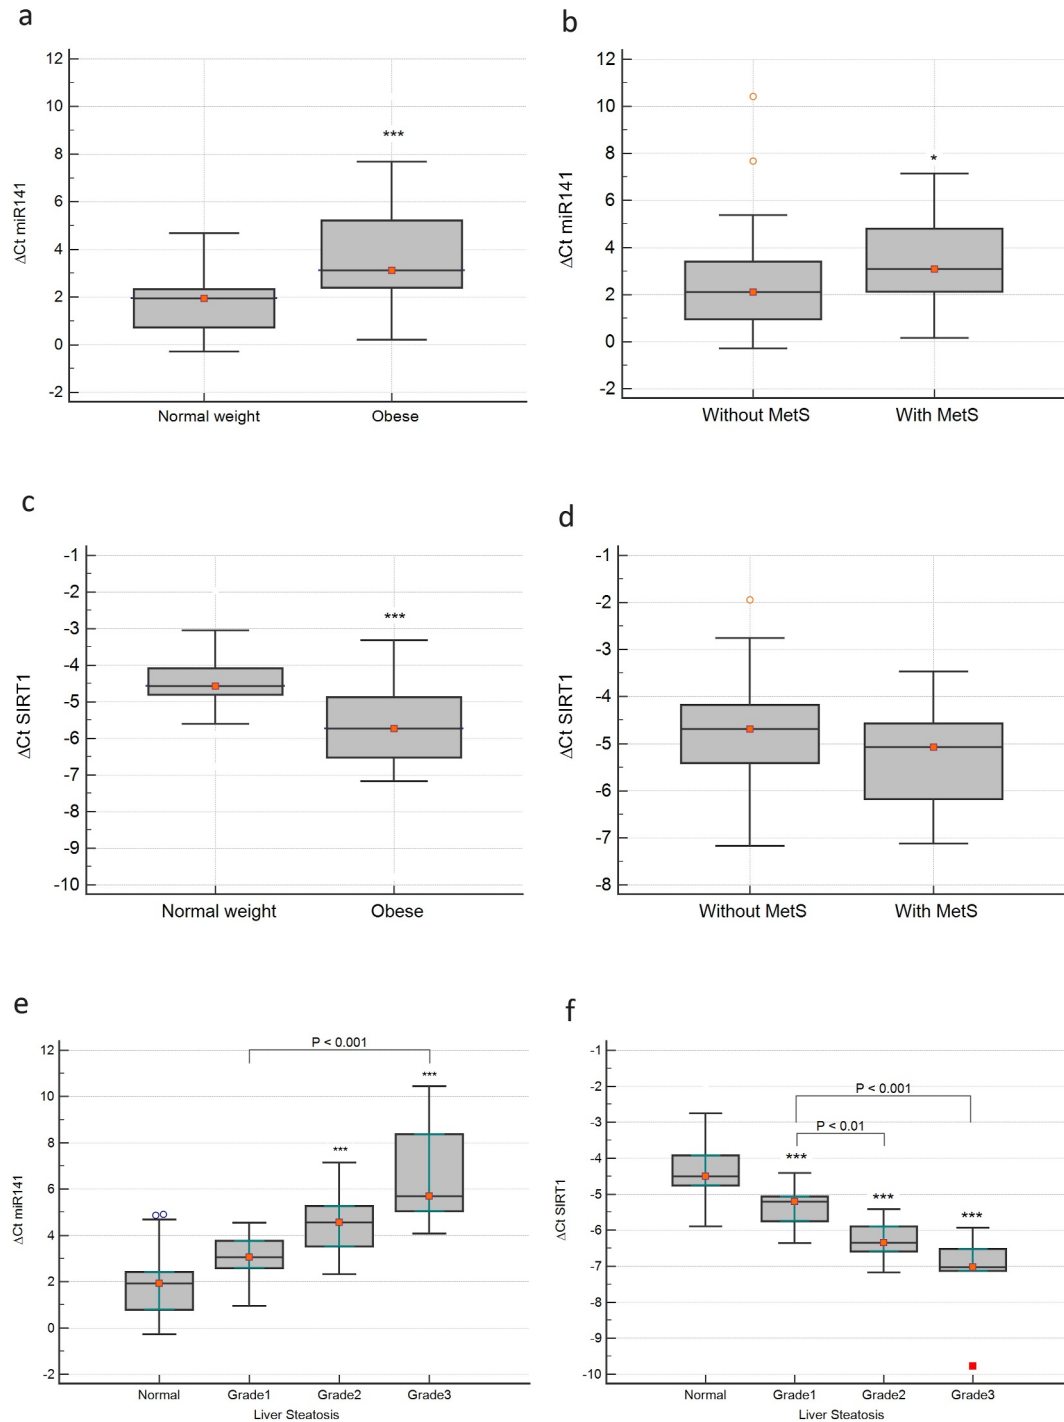 a
12
10
8
6
4
2
0
-2
ΔCt miR141
***
Normal weight
Obese
b
12
10
8
6
4
2
0
-2
ΔCt miR141
*
Without MetS
With MetS
c
-1
-2
-3
-4
-5
-6
-7
-8
-9
-10
ΔCt SIRT1
***
Normal weight
Obese
d
-1
-2
-3
-4
-5
-6
-7
-8
ΔCt SIRT1
Without MetS
With MetS
e
12
10
8
6
4
2
0
-2
ΔCt miR141
P < 0.001
***
***
Normal
Grade1
Grade2
Grade3
Liver Steatosis
f
-1
-2
-3
-4
-5
-6
-7
-8
-9
-10
ΔCt SIRT1
P < 0.001
P < 0.01
***
***
***
Normal
Grade1
Grade2
Grade3
Liver Steatosis